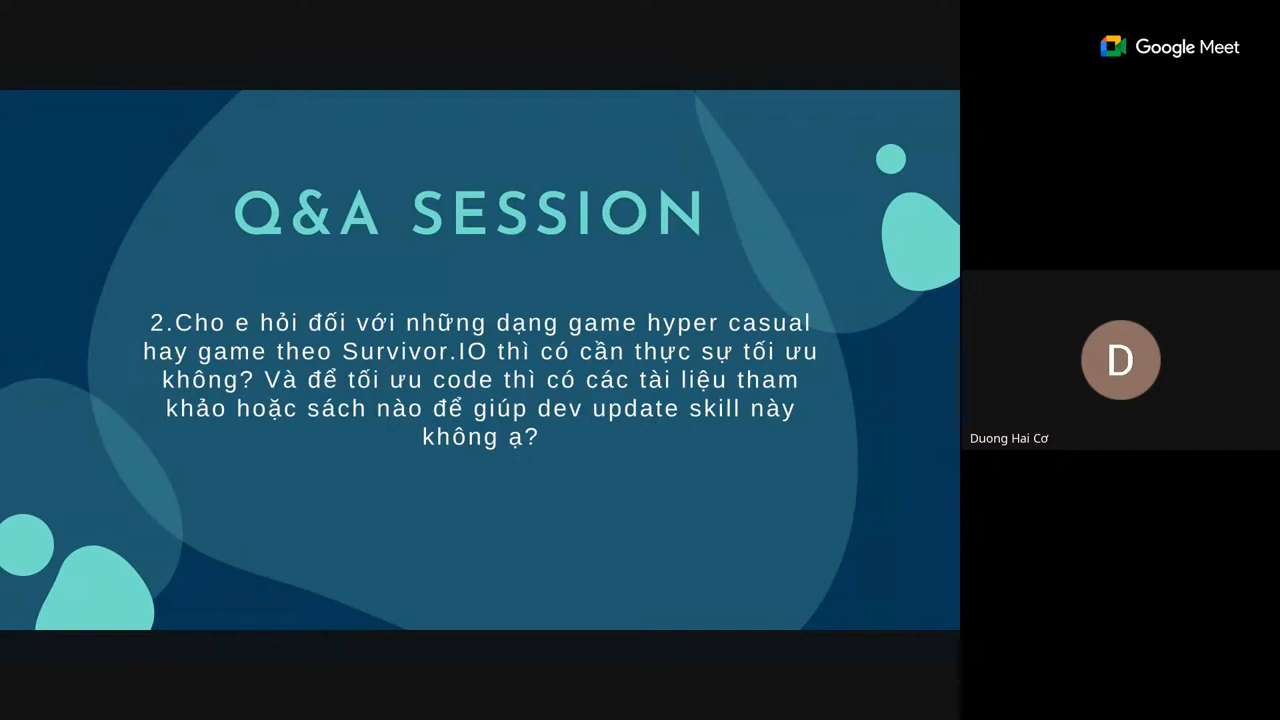 Google Meet
Q&A SESSION
2.Cho e hỏi đối với những dạng game hyper casual
hay game theo Survivor.IO thì có cần thực sự tối ưu
không? Và để tối ưu code thì có các tài liệu tham
khảo hoặc sách nào để giúp dev update skill này
không ạ?
D
Duong Hai Cơ